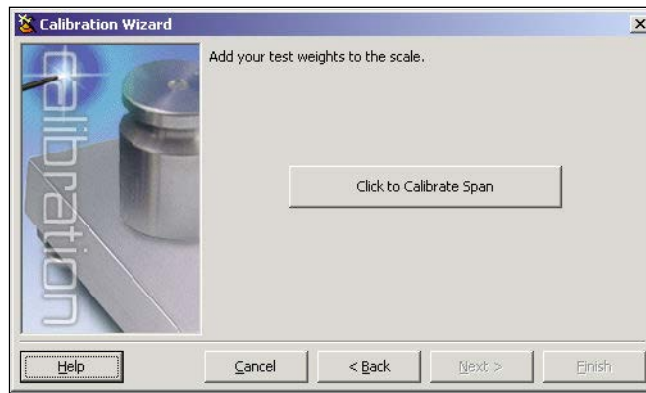 Calibration Wizard
Add your test weights to the scale.
calibration
Click to Calibrate Span
Help
Cancel
< Back
Next >
Finish